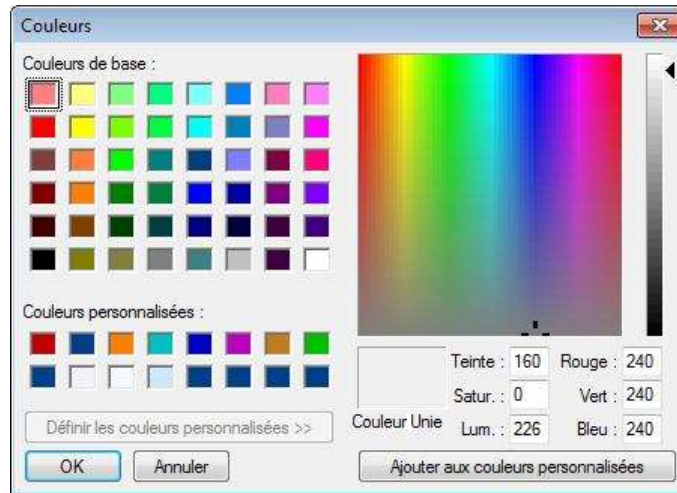 Couleurs
Couleurs de base :
Couleurs personnalisées :
Définir les couleurs personnalisées >>
OK
Annuler
Teinte : 160
Rouge : 240
Satur. : 0
Vert : 240
Couleur Unie
Lum. : 226
Bleu : 240
Ajouter aux couleurs personnalisées